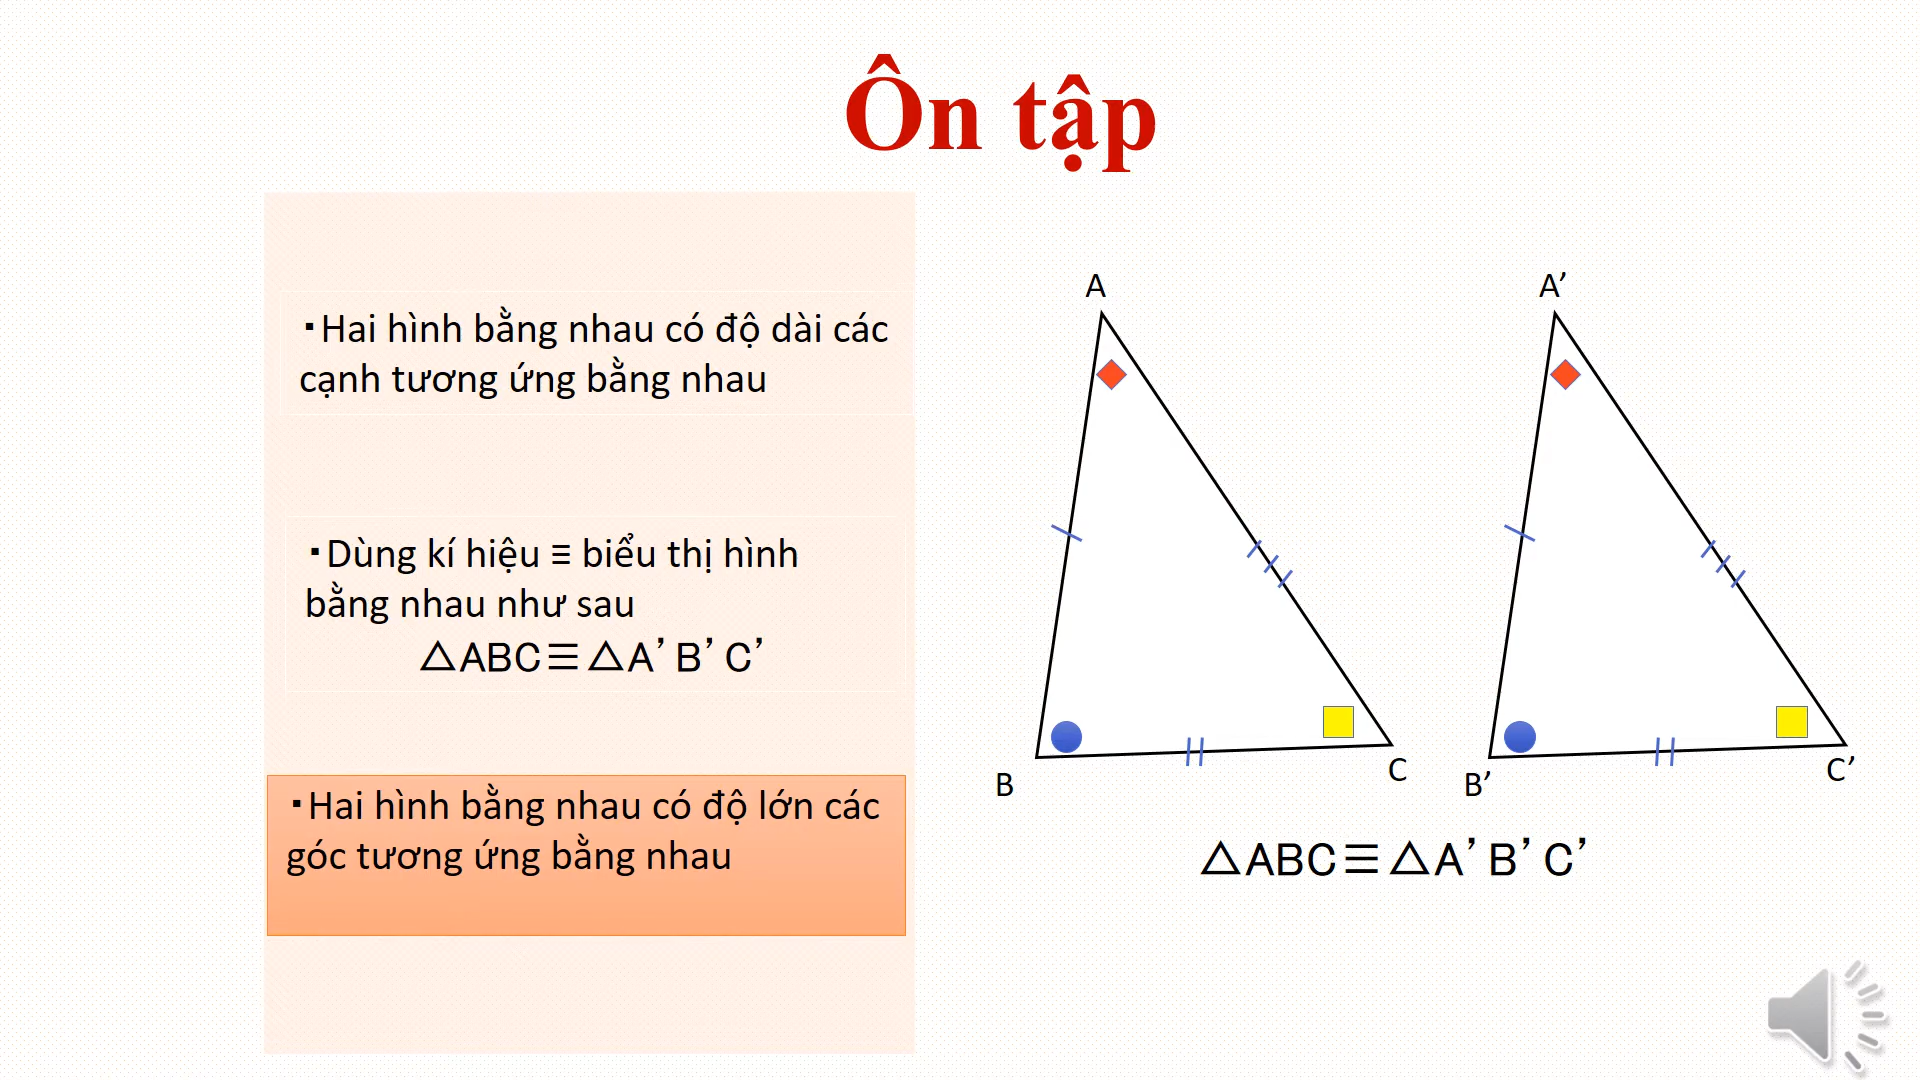 Ôn tập
▪Hai hình bằng nhau có độ dài các
cạnh tương ứng bằng nhau
▪Dùng kí hiệu ≡ biểu thị hình
bằng nhau như sau
△ABC≡△A’B’C’
▪Hai hình bằng nhau có độ lớn các
góc tương ứng bằng nhau
A
B
C
A’
B’
C’
△ABC≡△A’B’C’